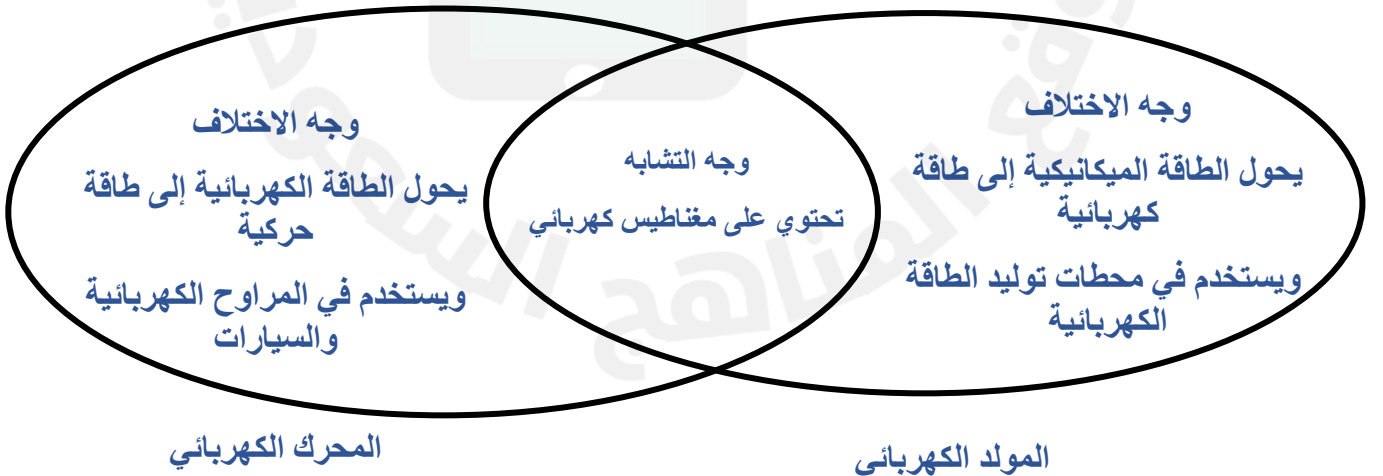 وجه الاختلاف
يحول الطاقة الميكانيكية إلى طاقة
كهربائية
ويستخدم في محطات توليد الطاقة
الكهربائية
وجه التشابه
تحتوي على مغناطيس كهربائي
وجه الاختلاف
يحول الطاقة الكهربائية إلى طاقة
حركية
ويستخدم في المراوح الكهربائية
والسيارات
المولد الكهربائي
المحرك الكهربائي